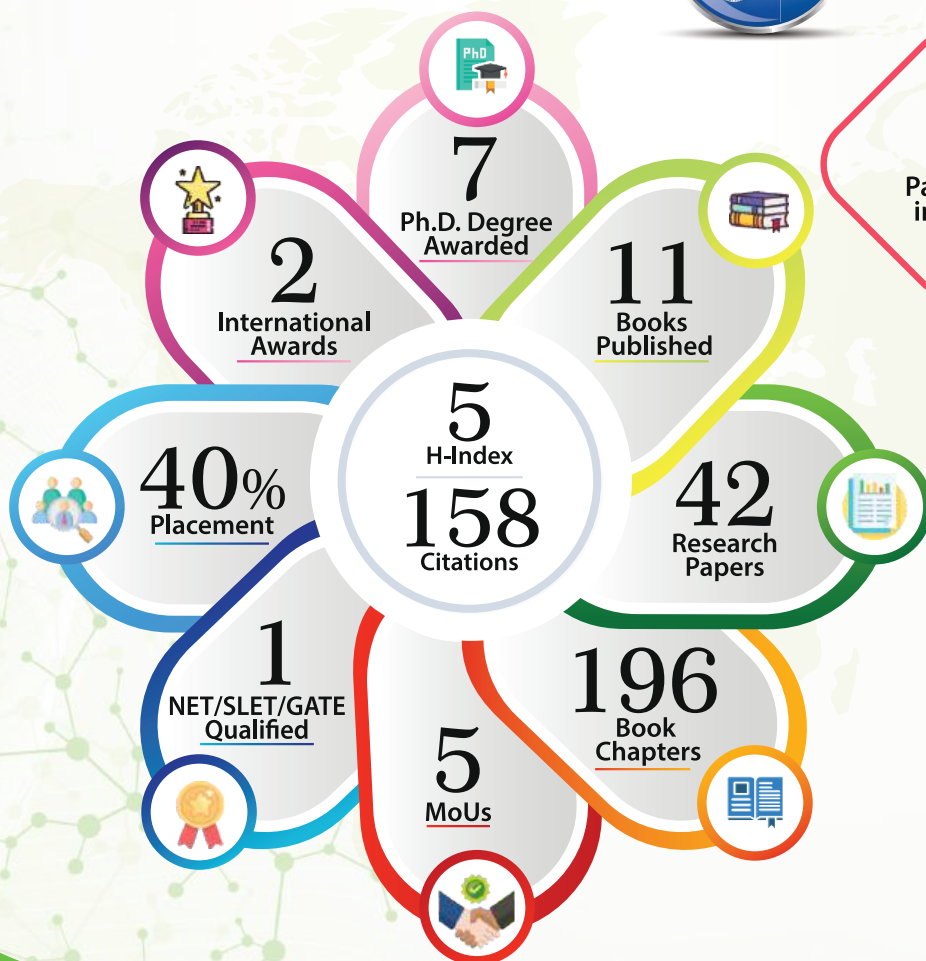 PhD
7
Ph.D. Degree
Awarded
2
International
Awards
11
Books
Published
5
H-Index
158
Citations
40%
Placement
42
Research
Papers
1
NET/SLET/GATE
Qualified
196
Book
Chapters
5
MoUs